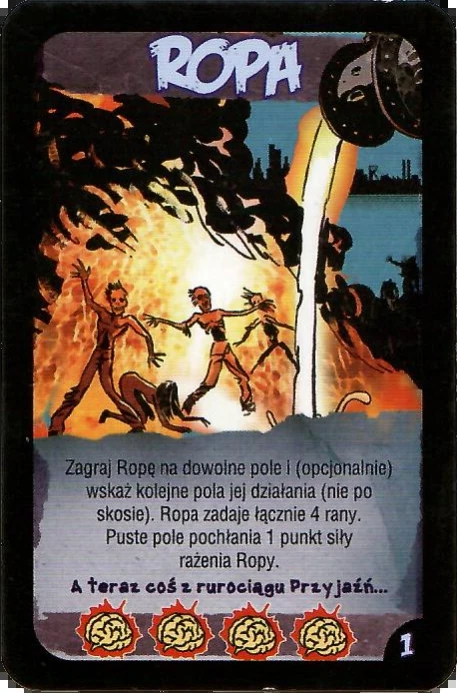 ROPA
Zagraj Ropę na dowolne pole i (opcjonalnie)
wskaż kolejne pola jej działania (nie po
skosie). Ropa zadaje łącznie 4 rany.
Puste pole pochłania 1 punkt siły
rażenia Ropy.
A teraz coś z rurociągu Przyjaźń...
1